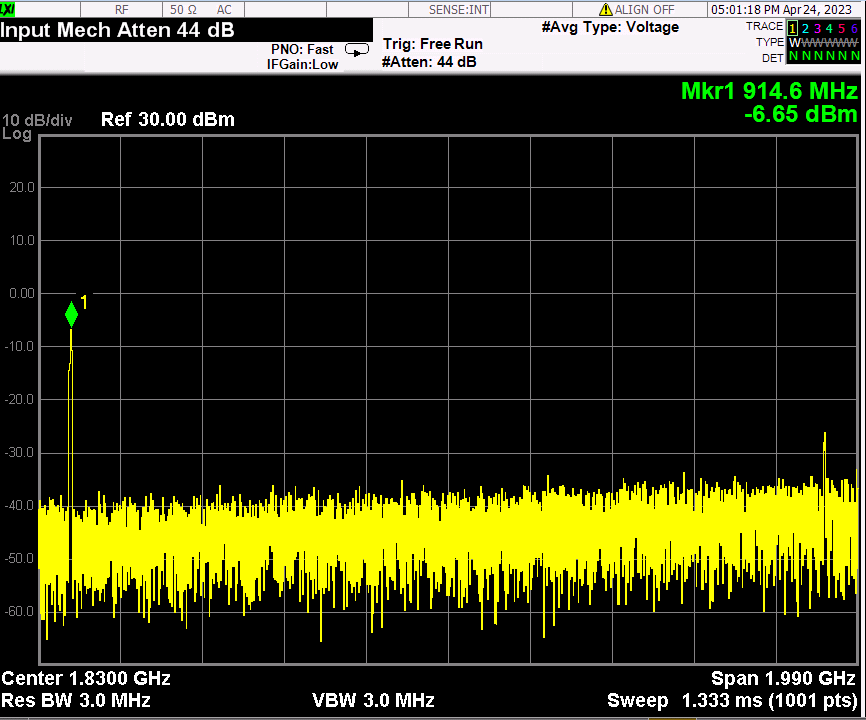 LXI RF 50 Ω AC SENSE:INT ALIGN OFF 05:01:18 PM Apr 24, 2023
Input Mech Atten 44 dB
PNO: Fast
IFGain:Low
Trig: Free Run
#Atten: 44 dB
#Avg Type: Voltage
TRACE 1 2 3 4 5 6
TYPE WWWWWWW
DET N N N N N N
Mkr1 914.6 MHz
-6.65 dBm
10 dB/div Ref 30.00 dBm
Log
20.0
10.0
0.00
1
-10.0
-20.0
-30.0
-40.0
-50.0
-60.0
Center 1.8300 GHz Span 1.990 GHz
Res BW 3.0 MHz VBW 3.0 MHz Sweep 1.333 ms (1001 pts)